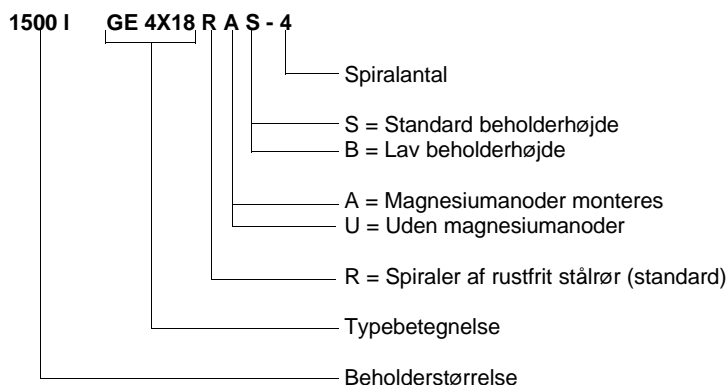 1500 l GE 4X18 R A S - 4
Spiralantal
S = Standard beholderhøjde
B = Lav beholderhøjde
A = Magnesiumanoder monteres
U = Uden magnesiumanoder
R = Spiraler af rustfrit stålrør (standard)
Typebetegnelse
Beholderstørrelse